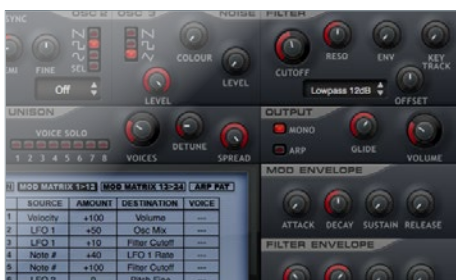 SYNC
OSC 2
OSC 3
NOISE
FILTER
FINE
SEL
COLOUR
LEVEL
LEVEL
Off
CUTOFF
RESO
ENV
KEY
TRACK
Lowpass 12dB
OFFSET
UNISON
VOICE SOLO
1 2 3 4 5 6 7 8
VOICES
DETUNE
SPREAD
OUTPUT
MONO
ARP
GLIDE
VOLUME
MOD MATRIX 1>12
MOD MATRIX 12>24
ARP PAT
SOURCE AMOUNT DESTINATION VOICE
1 Velocity +100 Volume ---
2 LFO 1 +50 Osc Mix ---
3 LFO 1 +10 Filter Cutoff ---
4 Note # +40 LFO 1 Rate ---
5 Note # +100 Filter Cutoff ---
MOD ENVELOPE
ATTACK DECAY SUSTAIN RELEASE
FILTER ENVELOPE